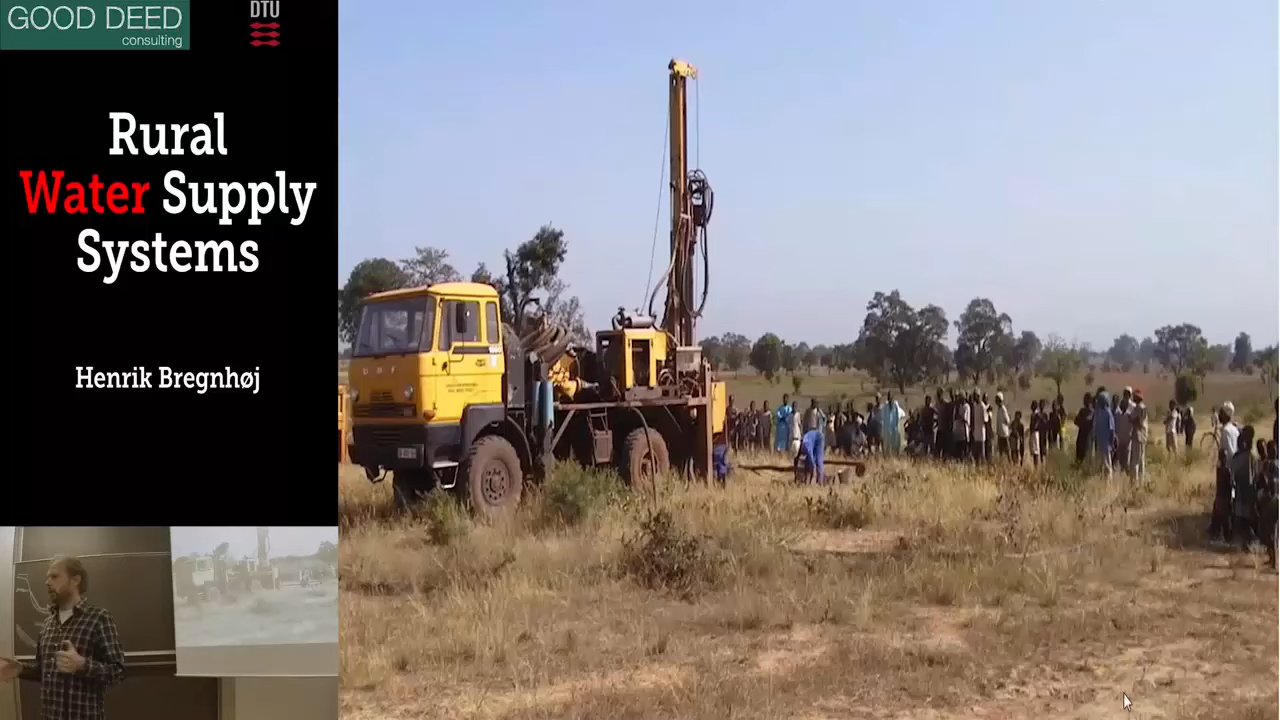 GOOD DEED
consulting
DTU
Rural
Water Supply
Systems
Henrik Bregnhøj